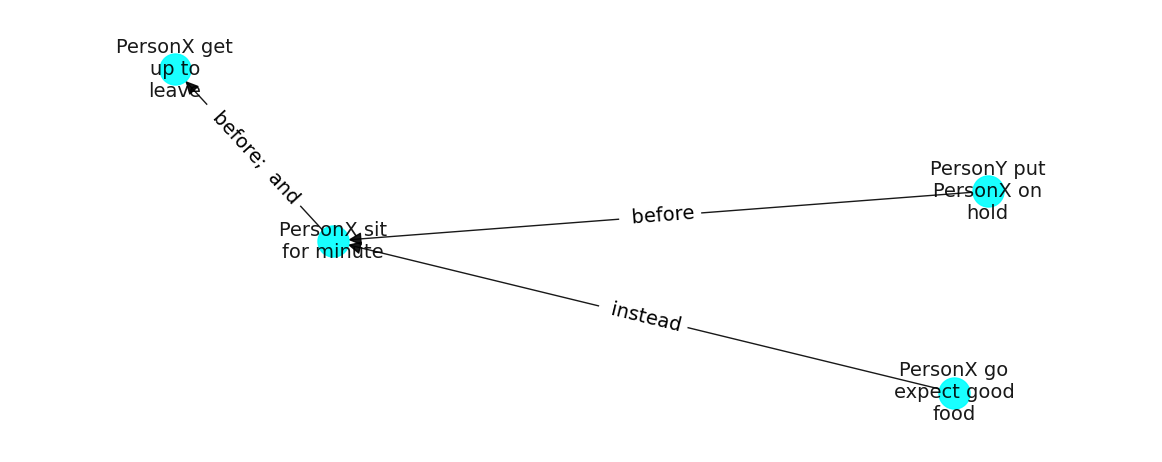 PersonX get
up to
leave
before; and
PersonY put
PersonX on
hold
before
PersonX sit
for minute
instead
PersonX go
expect good
food